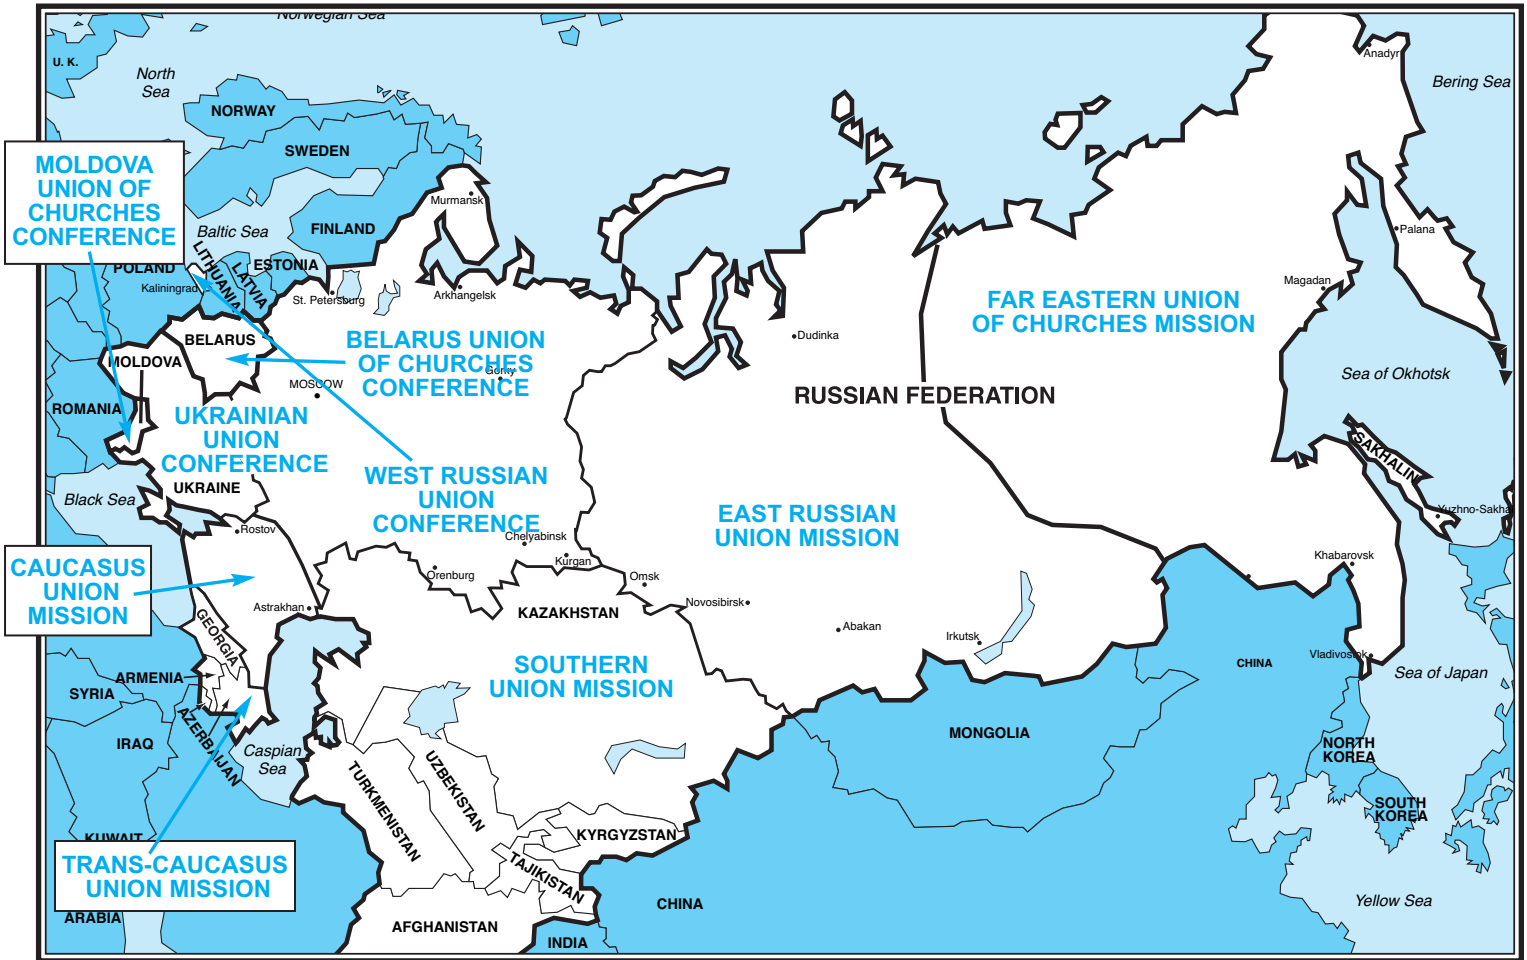 Norwegian Sea
U. K.
North
Sea
NORWAY
SWEDEN
FINLAND
Baltic Sea
ESTONIA
LATVIA
LITHUANIA
POLAND
Kaliningrad
MOLDOVA
UNION OF
CHURCHES
CONFERENCE
Murmansk
St. Petersburg
Arkhangelsk
BELARUS
MOLDOVA
BELARUS UNION
OF CHURCHES
CONFERENCE
Gorky
MOSCOW
ROMANIA
UKRAINIAN
UNION
CONFERENCE
UKRAINE
Black Sea
WEST RUSSIAN
UNION
CONFERENCE
Rostov
Chelyabinsk
Kurgan
Orenburg
Omsk
CAUCASUS
UNION
MISSION
Astrakhan
GEORGIA
ARMENIA
AZERBAIJAN
SYRIA
IRAQ
KUWAIT
ARABIA
Caspian
Sea
TRANS-CAUCASUS
UNION MISSION
KAZAKHSTAN
SOUTHERN
UNION MISSION
TURKMENISTAN
UZBEKISTAN
KYRGYZSTAN
TAJIKISTAN
AFGHANISTAN
INDIA
CHINA
Dudinka
RUSSIAN FEDERATION
EAST RUSSIAN
UNION MISSION
Novosibirsk
Abakan
Irkutsk
MONGOLIA
FAR EASTERN UNION
OF CHURCHES MISSION
Anadyr
Bering Sea
Palana
Magadan
Sea of Okhotsk
SAKHALIN
Yuzhno-Sakha
Khabarovsk
Vladivostok
CHINA
Sea of Japan
NORTH
KOREA
SOUTH
KOREA
Yellow Sea